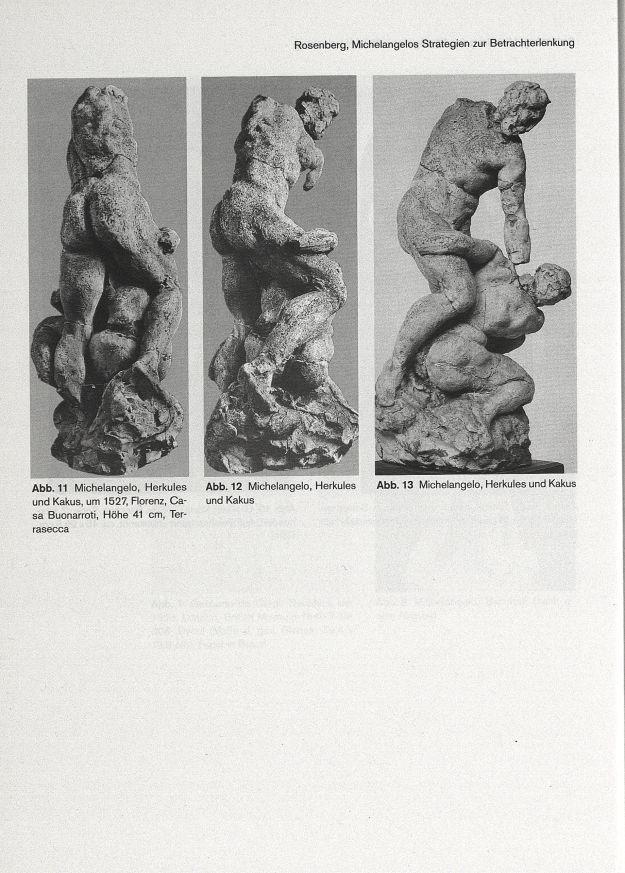 Rosenberg, Michelangelos Strategien zur Betrachterlenkung
Abb. 11 Michelangelo, Herkules
und Kakus, um 1527, Florenz, Ca-
sa Buonarroti, Höhe 41 cm, Ter-
rasecca
Abb. 12 Michelangelo, Herkules
und Kakus
Abb. 13 Michelangelo, Herkules und Kakus